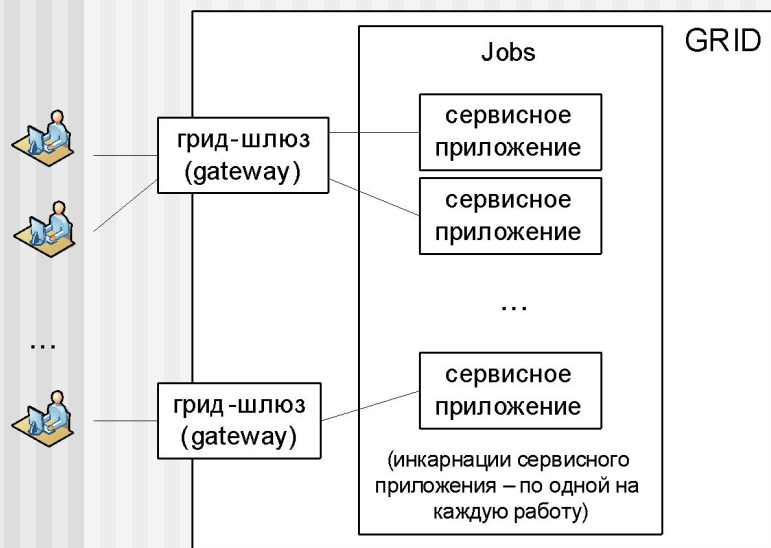 GRID
Jobs
сервисное
приложение
грид-шлюз
(gateway)
сервисное
приложение
...
...
сервисное
приложение
грид-шлюз
(gateway)
(инкарнации сервисного
приложения – по одной на
каждую работу)